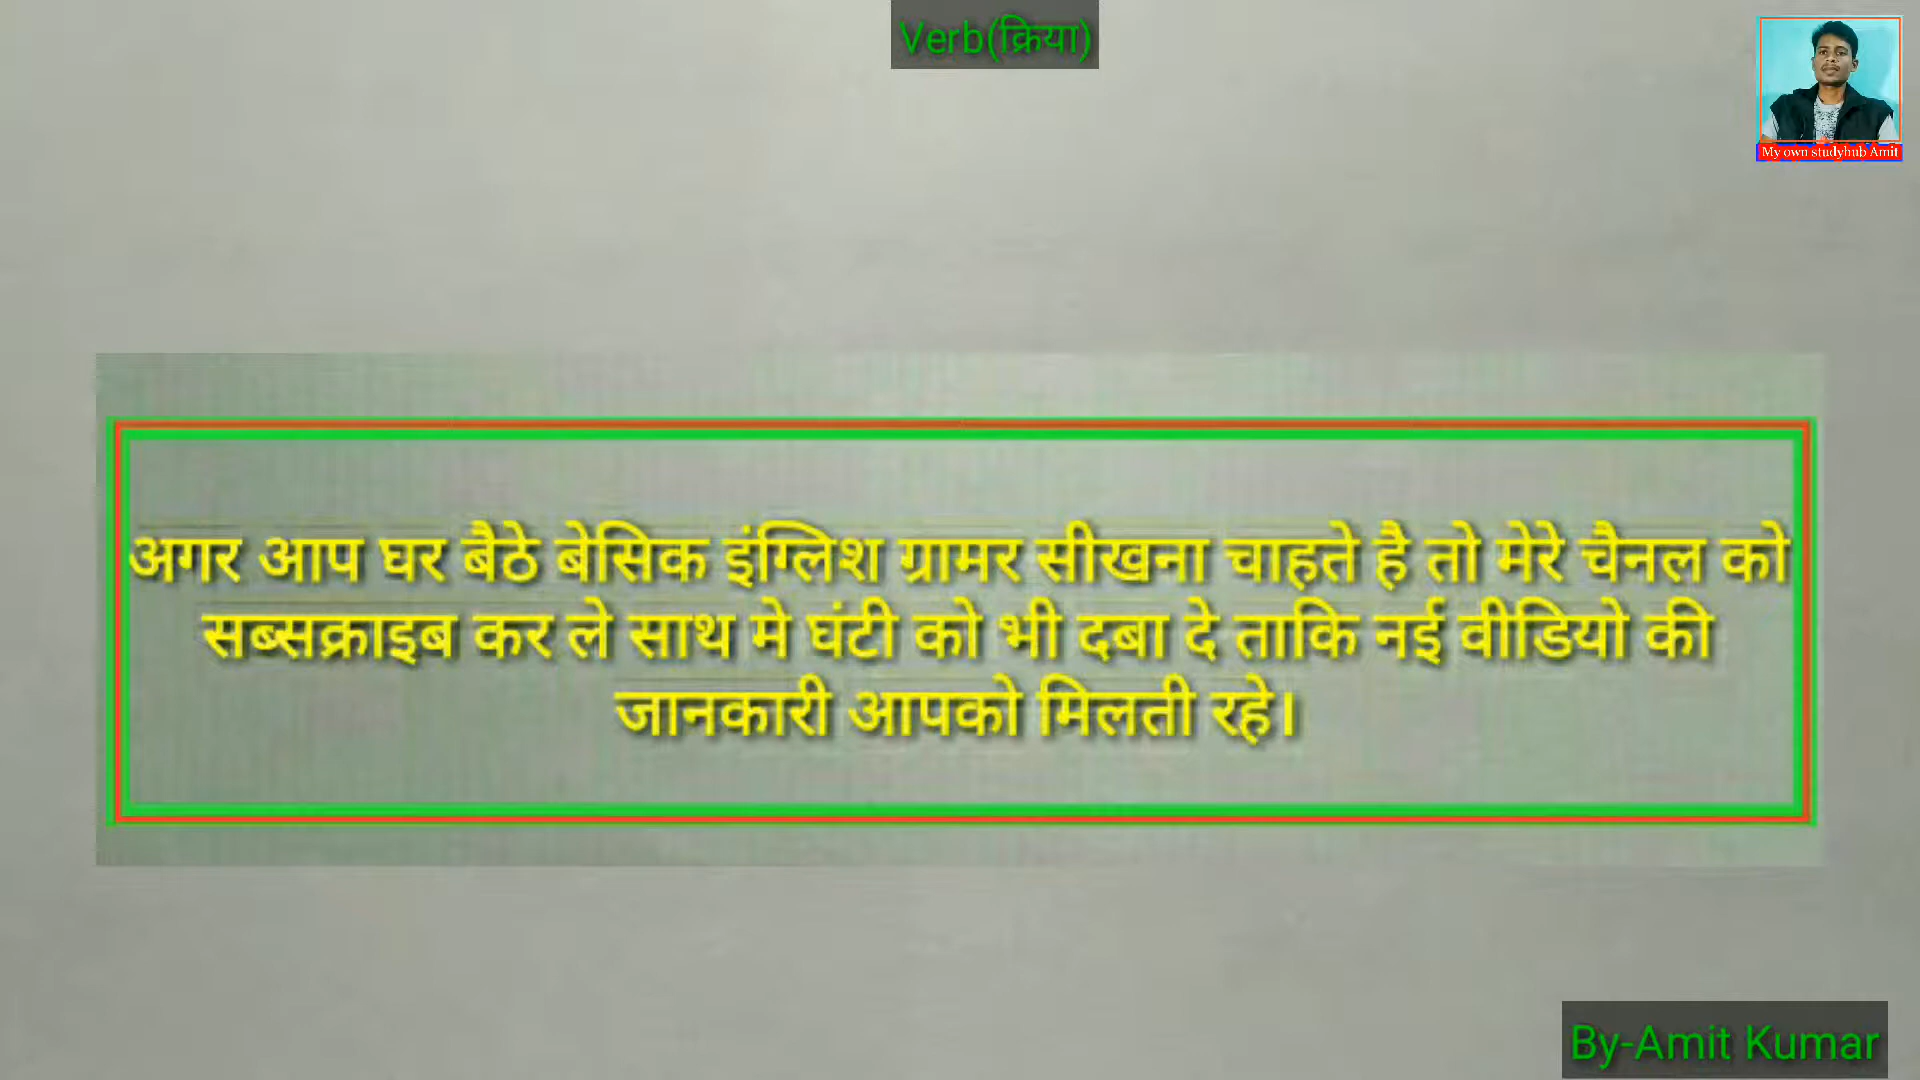 Verb(क्रिया)
My own studyhub Amit
अगर आप घर बैठे बेसिक इंग्लिश ग्रामर सीखना चाहते है तो मेरे चैनल को
सब्सक्राइब कर ले साथ मे घंटी को भी दबा दे ताकि नई वीडियो की
जानकारी आपको मिलती रहे।
By-Amit Kumar